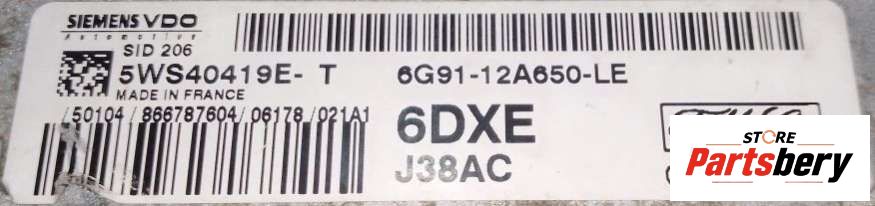 SIEMENS VDO
Automotive
SID 206
5WS40419E- T 6G91-12A650-LE
MADE IN FRANCE
/50104 / 866787604/ 06178 /021A1
6DXE
J38AC
STORE
Partsbery